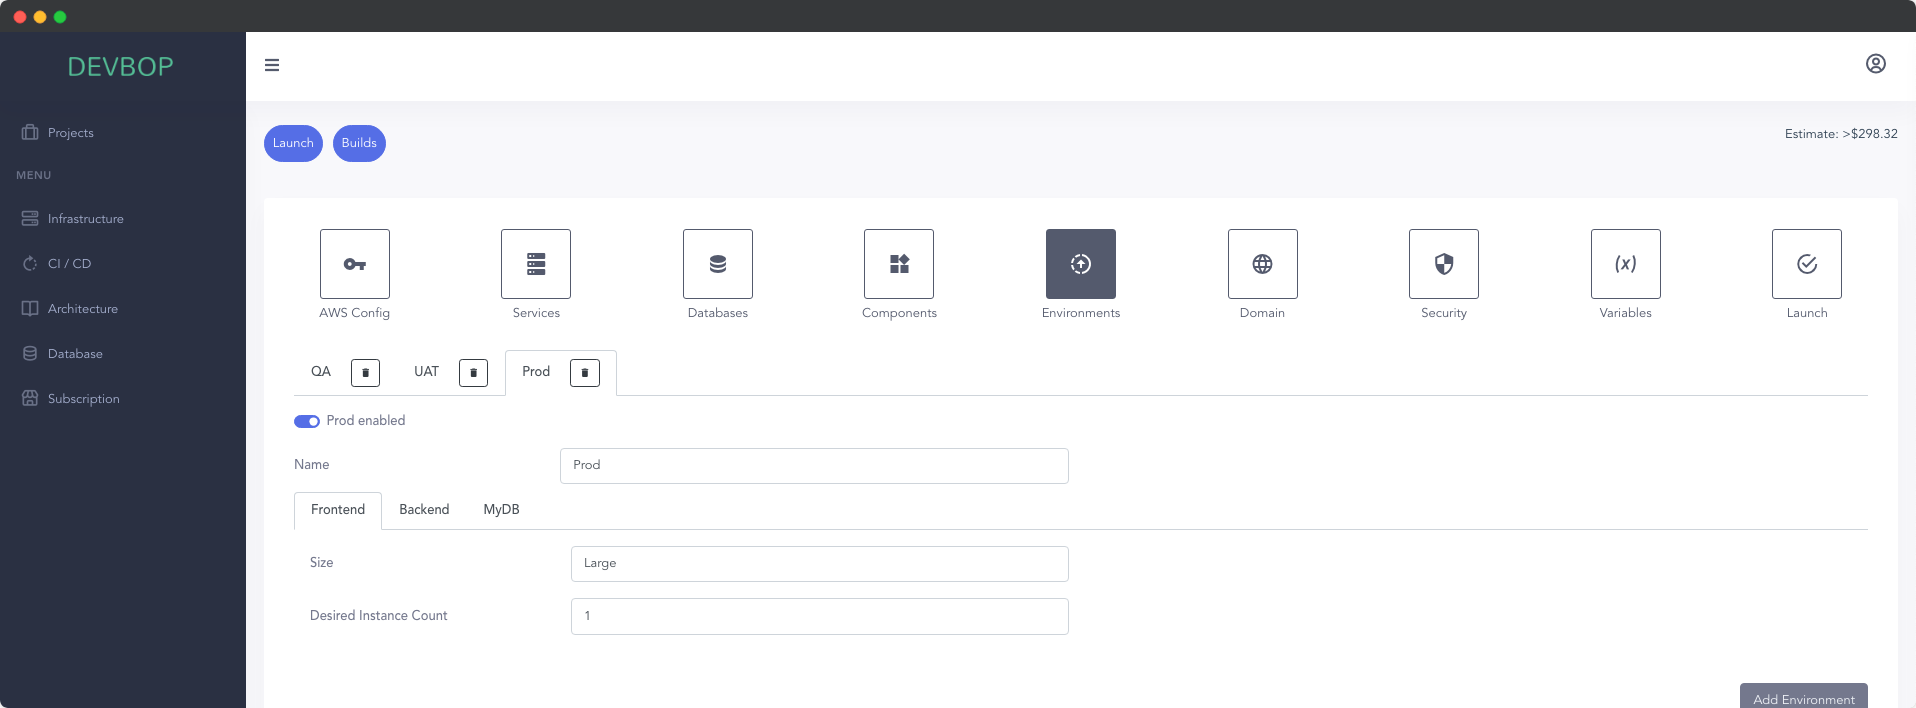 DEVBOP
Projects
MENU
Infrastructure
CI / CD
Architecture
Database
Subscription
Launch Builds
Estimate: >$298.32
AWS Config Services Databases Components Environments Domain Security (x) Variables Launch
QA UAT Prod
Prod enabled
Name Prod
Frontend Backend MyDB
Size Large
Desired Instance Count 1
Add Environment